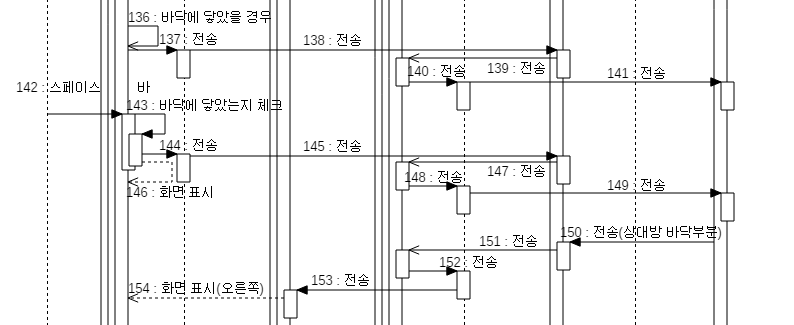 136 : 바닥에 닿았을 경우
137 : 전송
138 : 전송
139 : 전송
140 : 전송
141 : 전송
142 : 스페이스 바
143 : 바닥에 닿았는지 체크
144 : 전송
145 : 전송
146 : 화면 표시
147 : 전송
148 : 전송
149 : 전송
150 : 전송(상대방 바닥부분)
151 : 전송
152 : 전송
153 : 전송
154 : 화면 표시(오른쪽)